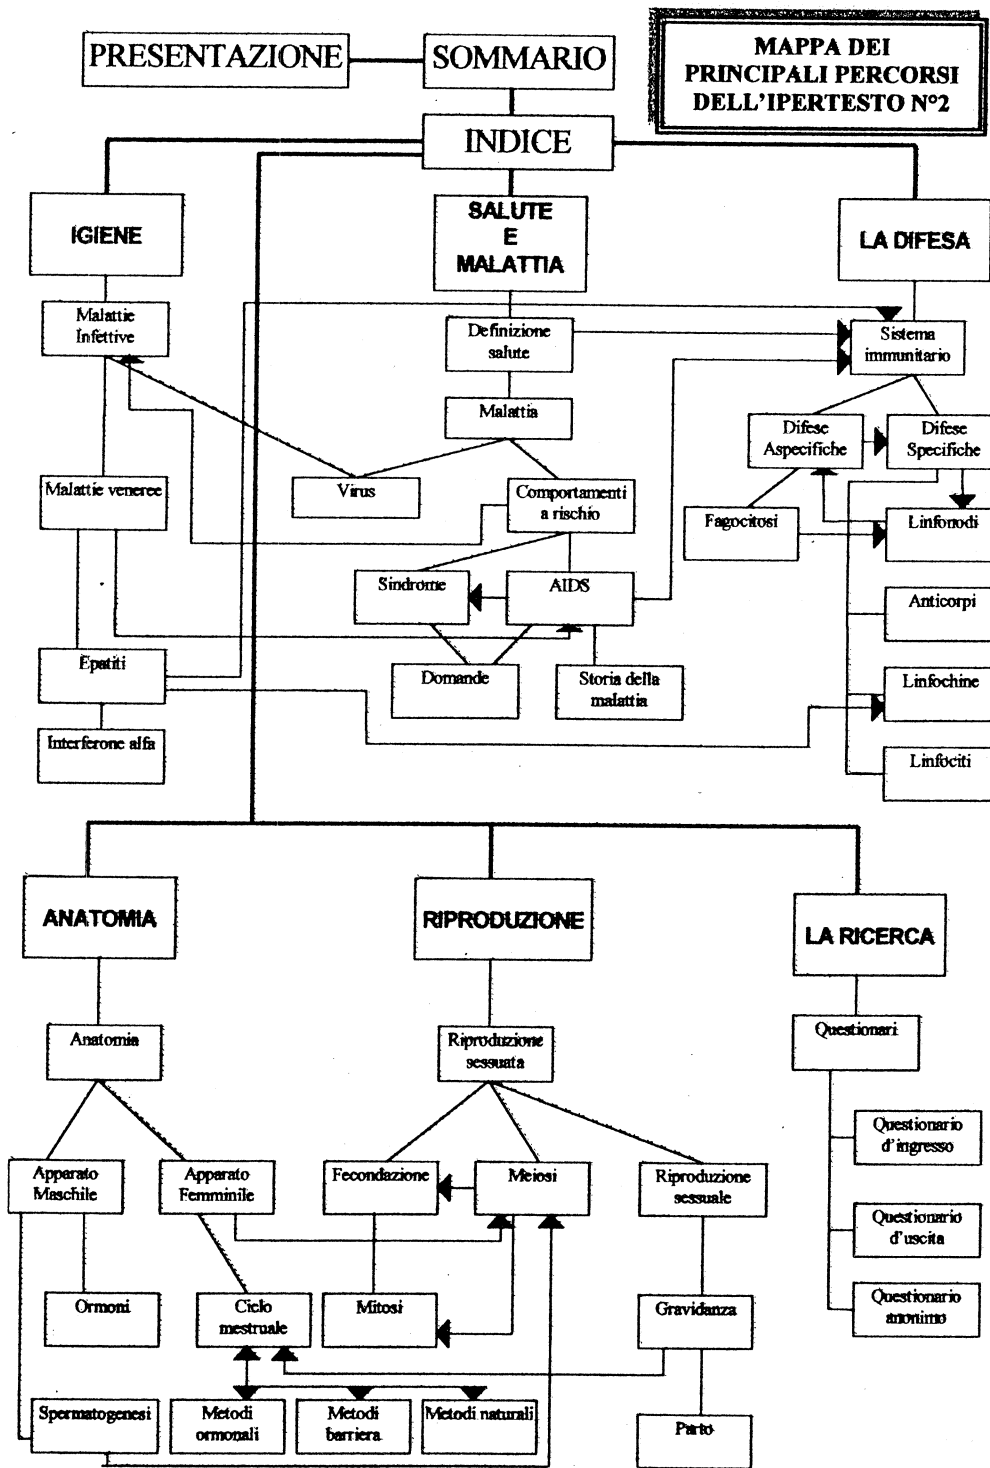 PRESENTAZIONE
SOMMARIO
MAPPA DEI
PRINCIPALI PERCORSI
DELL'IPERTESTO N°2
INDICE
IGIENE
SALUTE
E
MALATTIA
LA DIFESA
Malattie
Infettive
Definizione
salute
Sistema
immunitario
Malattia
Difese
Aspecifiche
Difese
Specifiche
Malattie veneree
Virus
Comportamenti
a rischio
Fagocitosi
Linfonodi
Sindrome
AIDS
Anticorpi
Epatiti
Domande
Storia della
malattia
Linfochine
Interferone alfa
Linfociti
ANATOMIA
RIPRODUZIONE
LA RICERCA
Anatomia
Riproduzione
sessuata
Questionari
Questionario
d'ingresso
Apparato
Maschile
Apparato
Femminile
Fecondazione
Meiosi
Riproduzione
sessuale
Questionario
d'uscita
Ormoni
Ciclo
mestruale
Mitosi
Gravidanza
Questionario
anonimo
Spermatogenesi
Metodi
ormonali
Metodi
barriera
Metodi naturali
Parto